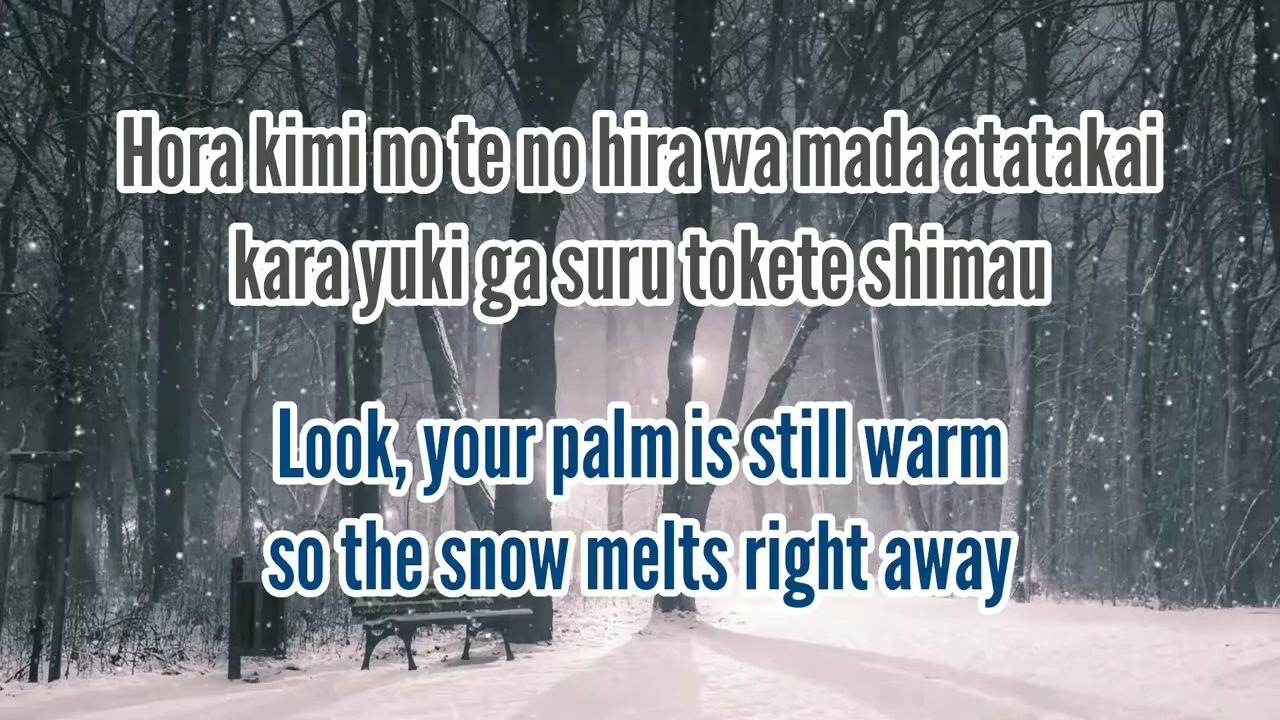 Hora kimi no te no hira wa mada atatakai
kara yuki ga suru tokete shimau
Look, your palm is still warm
so the snow melts right away